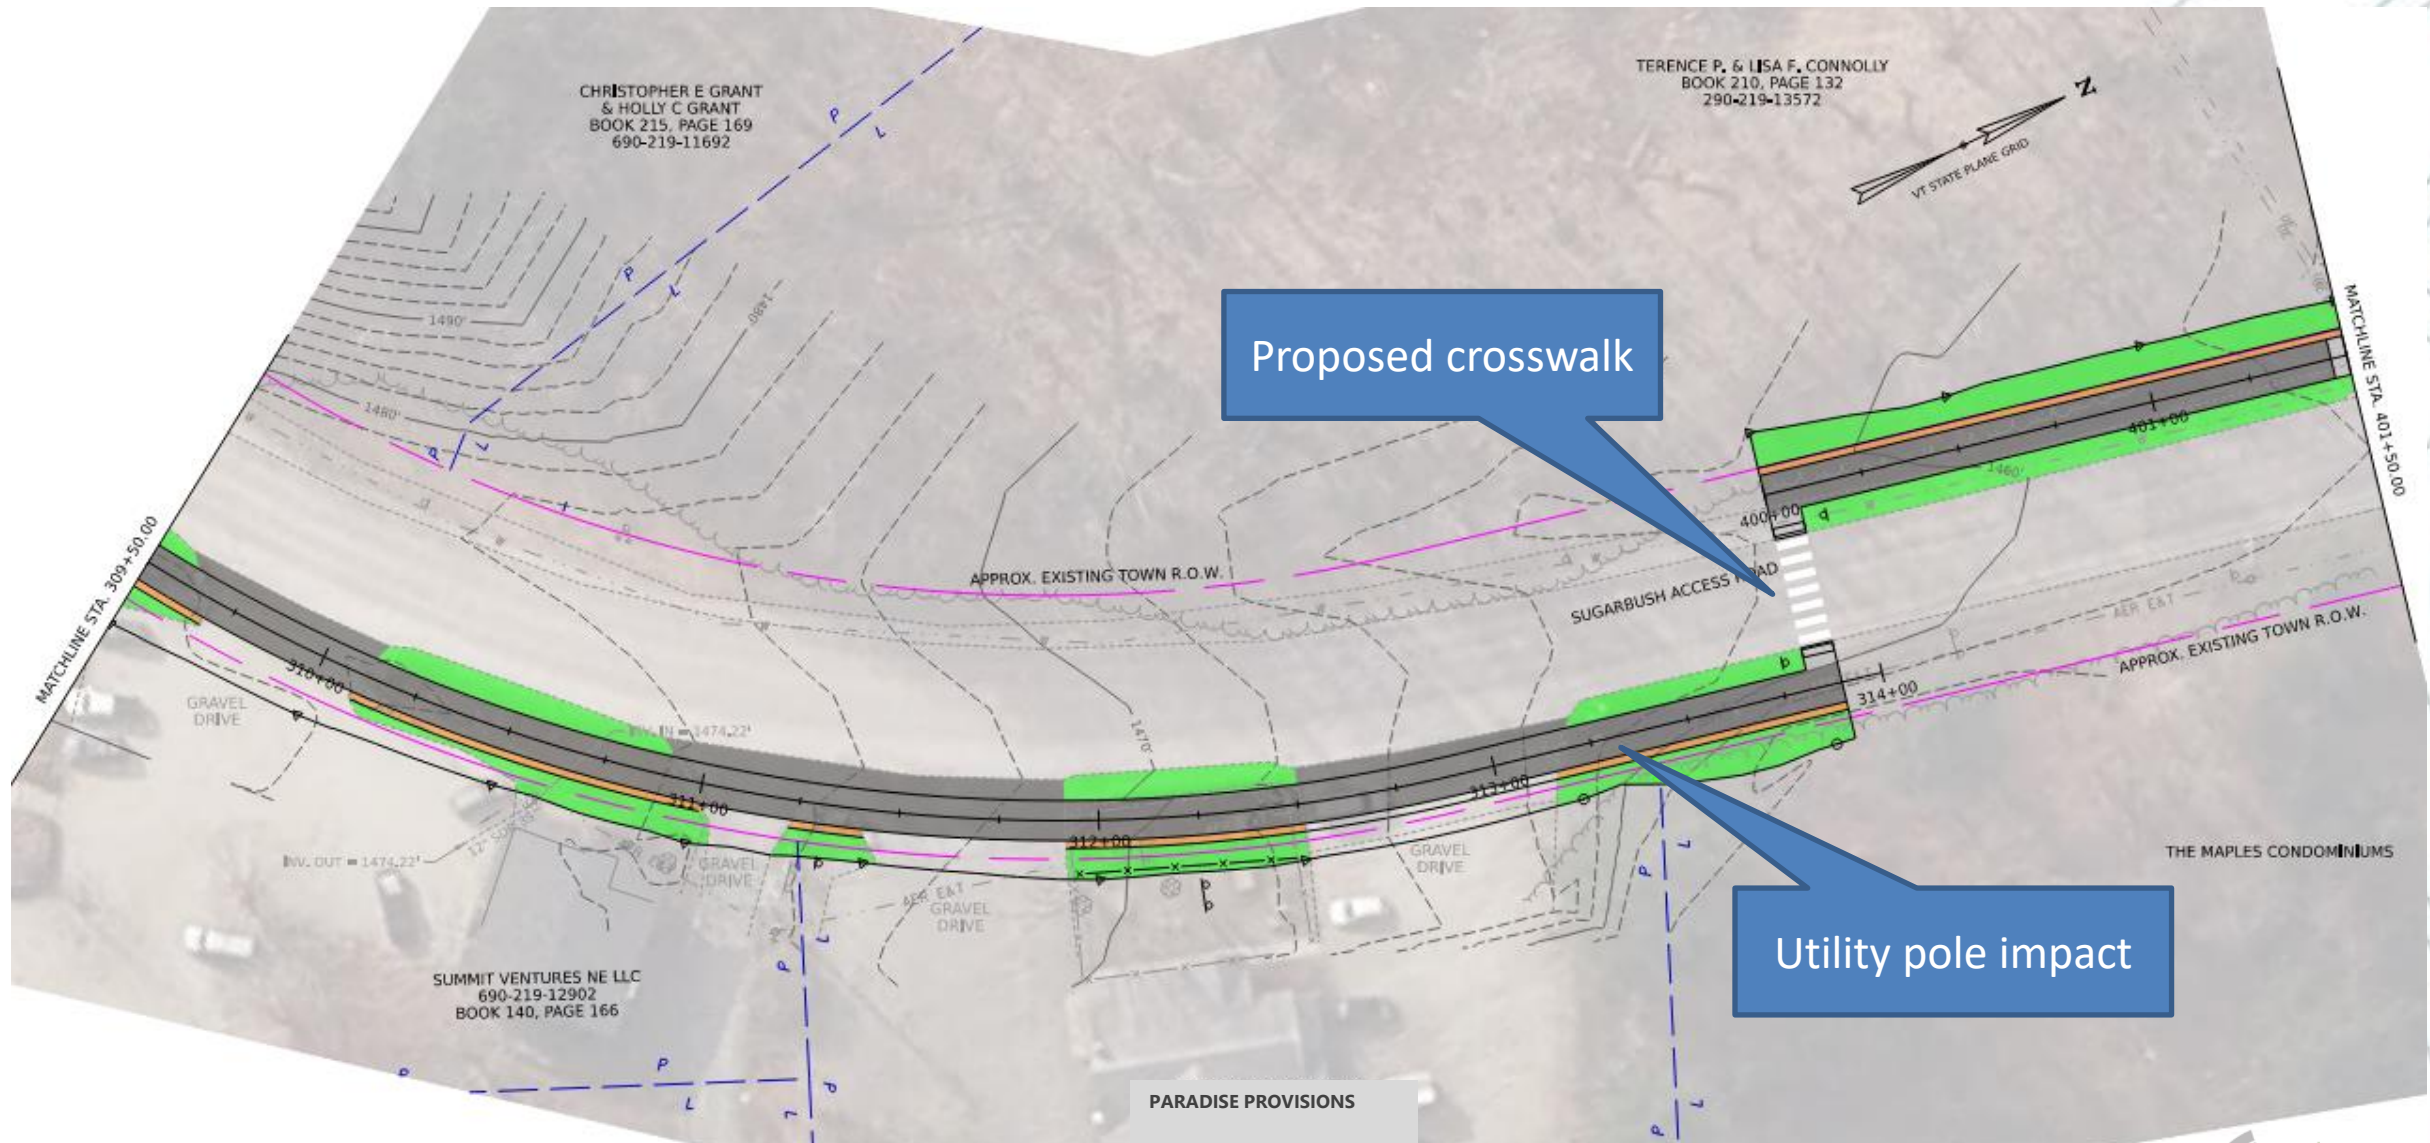 CHRISTOPHER E GRANT
& HOLLY C GRANT
BOOK 215, PAGE 169
690-219-11692
TERENCE P. & LISA F. CONNOLLY
BOOK 210, PAGE 132
290-219-13572
N
VT STATE PLANE GRID
P
L
P
L
1490'
1480'
1480'
P
L
Proposed crosswalk
MATCHLINE STA. 401+50.00
401+00
1460'
400+00
MATCHLINE STA. 309+50.00
APPROX. EXISTING TOWN R.O.W.
SUGARBUSH ACCESS ROAD
AER E&T
APPROX. EXISTING TOWN R.O.W.
310+00
GRAVEL
DRIVE
INV. IN = 1474.22'
1470'
314+00
311+00
313+00
312+00
INV. OUT = 1474.22'
GRAVEL
DRIVE
GRAVEL
DRIVE
THE MAPLES CONDOMINIUMS
AER E&T
GRAVEL
DRIVE
L
P
L
P
Utility pole impact
SUMMIT VENTURES NE LLC
690-219-12902
BOOK 140, PAGE 166
P
L
P
L
P
L
P
PARADISE PROVISIONS